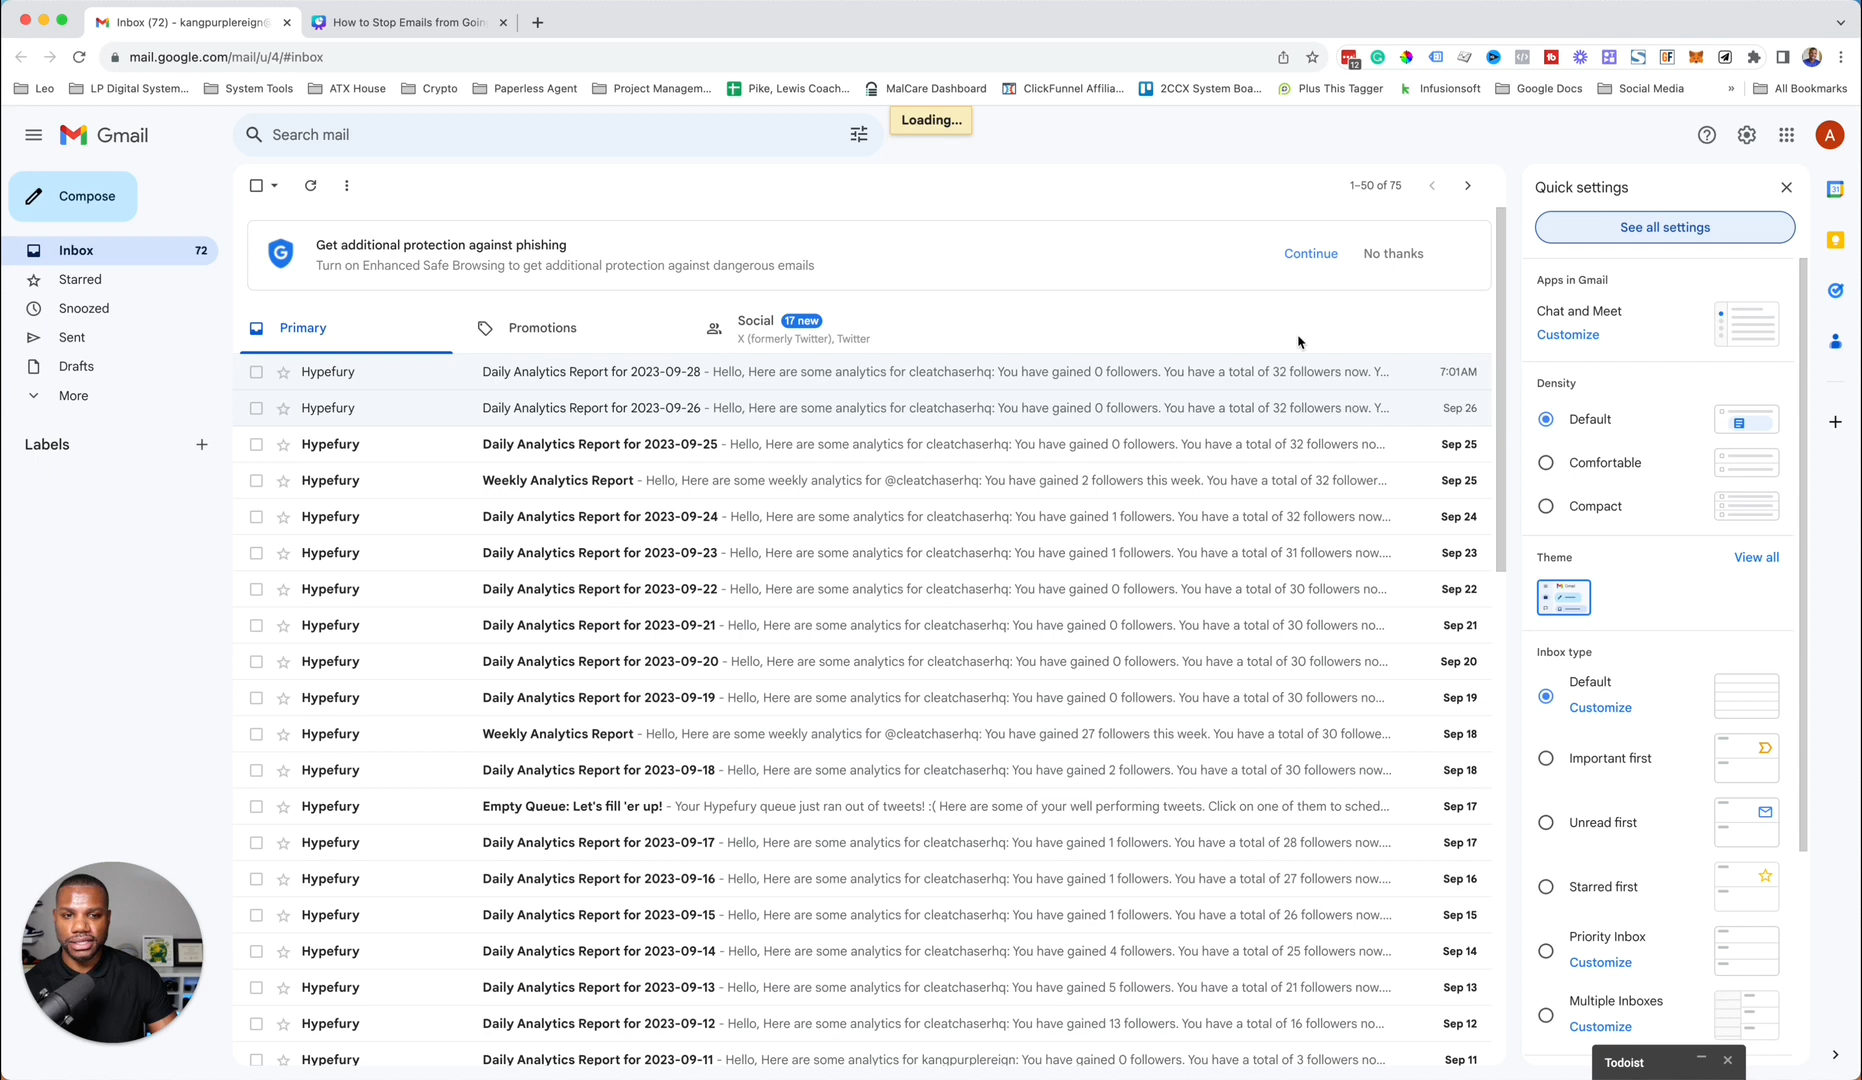 Inbox (72) - kangpurplereign@
How to Stop Emails from Goin
mail.google.com/mail/u/4/#inbox
12
Leo
LP Digital System...
System Tools
ATX House
Crypto
Paperless Agent
Project Managem...
Pike, Lewis Coach...
MalCare Dashboard
ClickFunnel Affilia...
2CCX System Boa...
Plus This Tagger
Infusionsoft
Google Docs
Social Media
»
All Bookmarks
Gmail
Search mail
Loading...
A
Compose
Inbox 72
Starred
Snoozed
Sent
Drafts
More
Labels
1–50 of 75
Get additional protection against phishing
Turn on Enhanced Safe Browsing to get additional protection against dangerous emails
Continue
No thanks
Primary
Promotions
Social 17 new
X (formerly Twitter), Twitter
Hypefury Daily Analytics Report for 2023-09-28 - Hello, Here are some analytics for cleatchaserhq: You have gained 0 followers. You have a total of 32 followers now. Y... 7:01AM
Hypefury Daily Analytics Report for 2023-09-26 - Hello, Here are some analytics for cleatchaserhq: You have gained 0 followers. You have a total of 32 followers now. Y... Sep 26
Hypefury Daily Analytics Report for 2023-09-25 - Hello, Here are some analytics for cleatchaserhq: You have gained 0 followers. You have a total of 32 followers no... Sep 25
Hypefury Weekly Analytics Report - Hello, Here are some weekly analytics for @cleatchaserhq: You have gained 2 followers this week. You have a total of 32 follower... Sep 25
Hypefury Daily Analytics Report for 2023-09-24 - Hello, Here are some analytics for cleatchaserhq: You have gained 1 followers. You have a total of 32 followers now.... Sep 24
Hypefury Daily Analytics Report for 2023-09-23 - Hello, Here are some analytics for cleatchaserhq: You have gained 1 followers. You have a total of 31 followers now.... Sep 23
Hypefury Daily Analytics Report for 2023-09-22 - Hello, Here are some analytics for cleatchaserhq: You have gained 0 followers. You have a total of 30 followers no... Sep 22
Hypefury Daily Analytics Report for 2023-09-21 - Hello, Here are some analytics for cleatchaserhq: You have gained 0 followers. You have a total of 30 followers no... Sep 21
Hypefury Daily Analytics Report for 2023-09-20 - Hello, Here are some analytics for cleatchaserhq: You have gained 0 followers. You have a total of 30 followers no... Sep 20
Hypefury Daily Analytics Report for 2023-09-19 - Hello, Here are some analytics for cleatchaserhq: You have gained 0 followers. You have a total of 30 followers no... Sep 19
Hypefury Weekly Analytics Report - Hello, Here are some weekly analytics for @cleatchaserhq: You have gained 27 followers this week. You have a total of 30 followe... Sep 18
Hypefury Daily Analytics Report for 2023-09-18 - Hello, Here are some analytics for cleatchaserhq: You have gained 2 followers. You have a total of 30 followers now.... Sep 18
Hypefury Empty Queue: Let's fill 'er up! - Your Hypefury queue just ran out of tweets! :( Here are some of your well performing tweets. Click on one of them to sched... Sep 17
Hypefury Daily Analytics Report for 2023-09-17 - Hello, Here are some analytics for cleatchaserhq: You have gained 1 followers. You have a total of 28 followers now.... Sep 17
Hypefury Daily Analytics Report for 2023-09-16 - Hello, Here are some analytics for cleatchaserhq: You have gained 1 followers. You have a total of 27 followers now.... Sep 16
Hypefury Daily Analytics Report for 2023-09-15 - Hello, Here are some analytics for cleatchaserhq: You have gained 1 followers. You have a total of 26 followers now.... Sep 15
Hypefury Daily Analytics Report for 2023-09-14 - Hello, Here are some analytics for cleatchaserhq: You have gained 4 followers. You have a total of 25 followers now.... Sep 14
Hypefury Daily Analytics Report for 2023-09-13 - Hello, Here are some analytics for cleatchaserhq: You have gained 5 followers. You have a total of 21 followers now.... Sep 13
Hypefury Daily Analytics Report for 2023-09-12 - Hello, Here are some analytics for cleatchaserhq: You have gained 13 followers. You have a total of 16 followers no... Sep 12
Hypefury Daily Analytics Report for 2023-09-11 - Hello, Here are some analytics for kangpurplereign: You have gained 0 followers. You have a total of 3 followers now.... Sep 11
Quick settings
See all settings
Apps in Gmail
Chat and Meet
Customize
Density
Default
Comfortable
Compact
Theme
View all
Inbox type
Default
Customize
Important first
Unread first
Starred first
Priority Inbox
Customize
Multiple Inboxes
Customize
Todoist